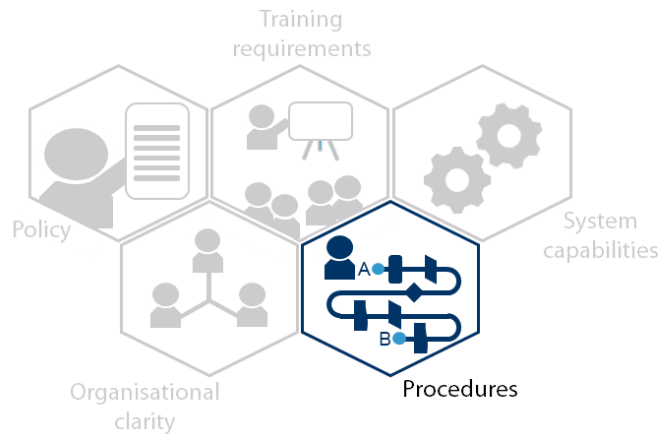 Training
requirements
Policy
System
capabilities
A
B
Organisational
clarity
Procedures